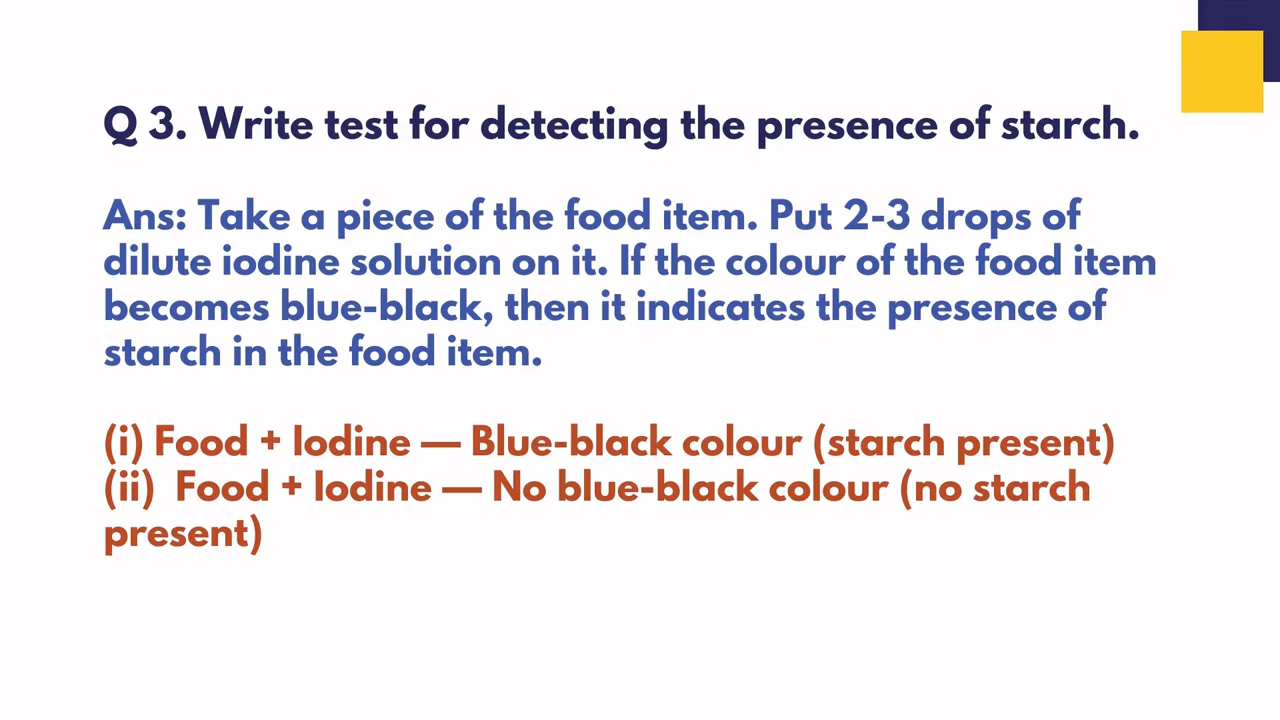 Q 3. Write test for detecting the presence of starch.
Ans: Take a piece of the food item. Put 2-3 drops of
dilute iodine solution on it. If the colour of the food item
becomes blue-black, then it indicates the presence of
starch in the food item.
(i) Food + Iodine — Blue-black colour (starch present)
(ii)  Food + Iodine — No blue-black colour (no starch
present)